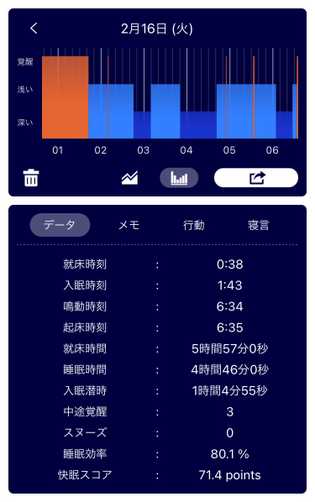 2月16日 (火)
覚醒
浅い
深い
01 02 03 04 05 06
データ メモ 行動 寝言
就床時刻 : 0:38
入眠時刻 : 1:43
鳴動時刻 : 6:34
起床時刻 : 6:35
就床時間 : 5時間57分0秒
睡眠時間 : 4時間46分0秒
入眠潜時 : 1時間4分55秒
中途覚醒 : 3
スヌーズ : 0
睡眠効率 : 80.1 %
快眠スコア : 71.4 points